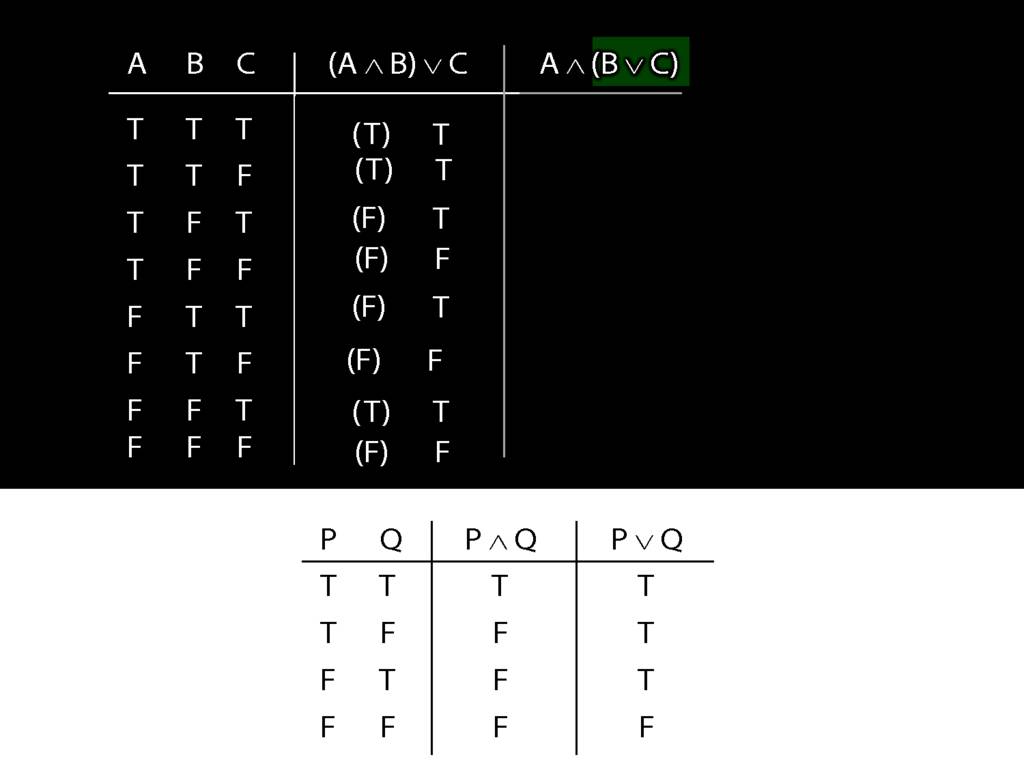 A B C (A ∧ B) ∨ C A ∧ (B ∨ C)
T T T (T) T
T T F (T) T
T F T (F) T
T F F (F) F
F T T (F) T
F T F (F) F
F F T (T) T
F F F (F) F
P Q P ∧ Q P ∨ Q
T T T T
T F F T
F T F T
F F F F